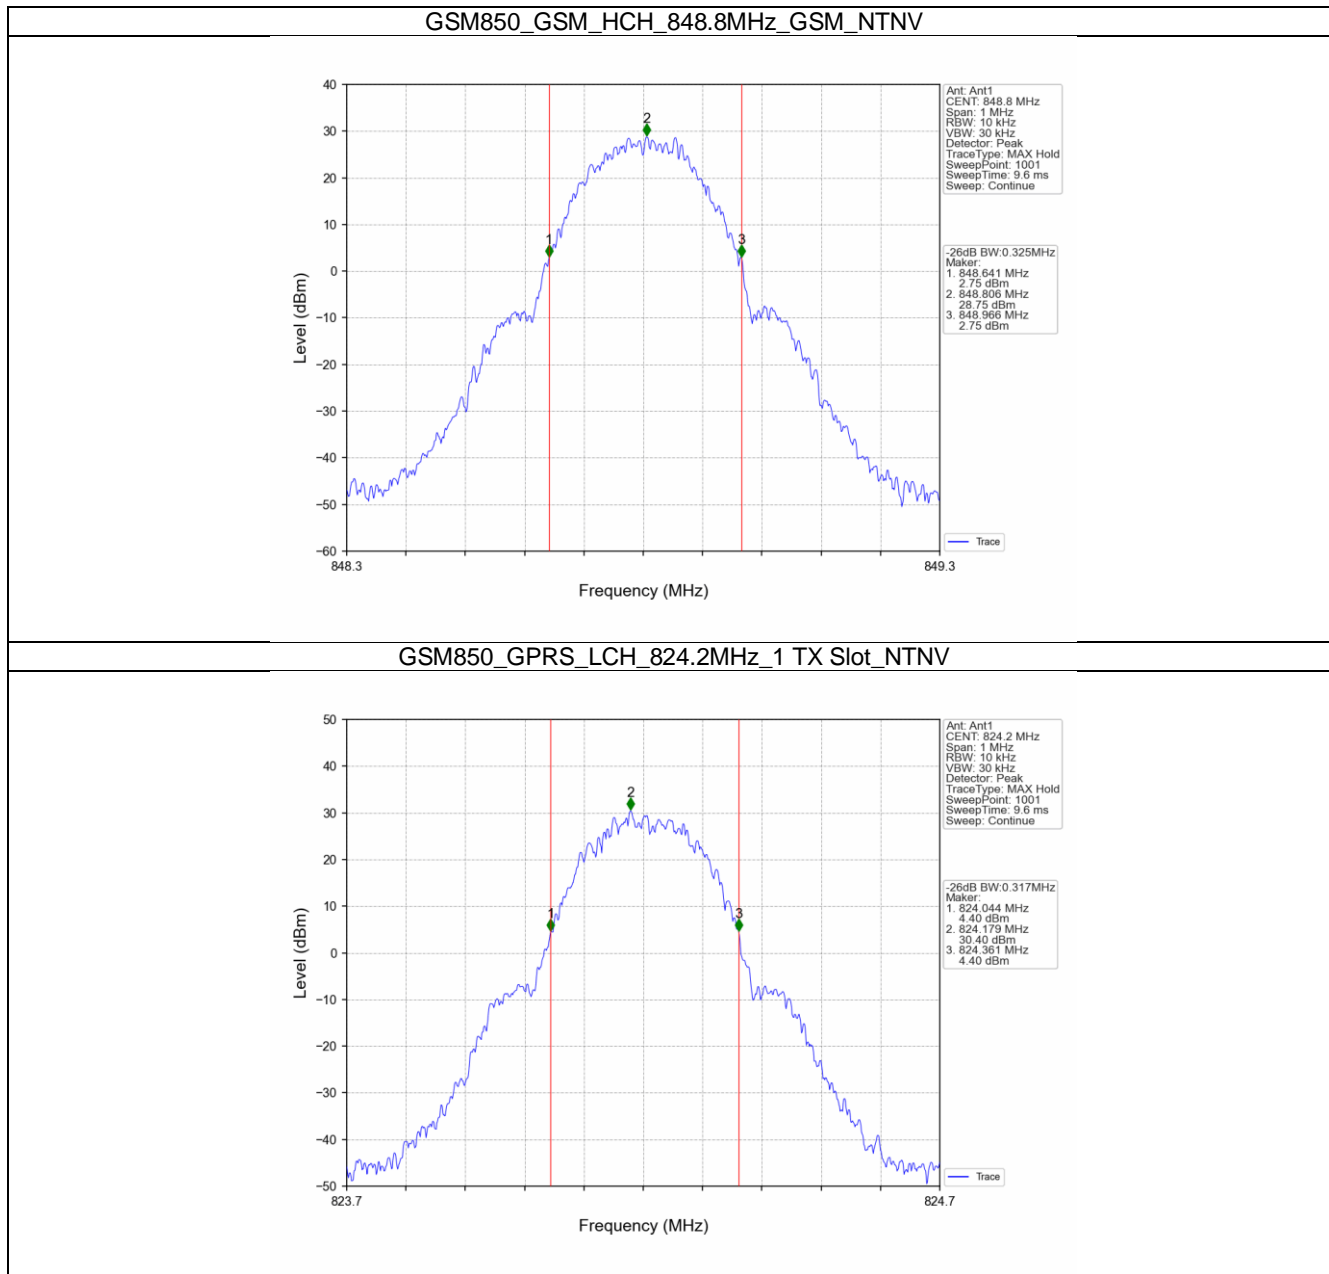 GSM850_GSM_HCH_848.8MHz_GSM_NTNV
40
30
20
10
0
−10
−20
−30
−40
−50
−60
Level (dBm)
848.3
849.3
Frequency (MHz)
1
2
3
Ant: Ant1
CENT: 848.8 MHz
Span: 1 MHz
RBW: 10 kHz
VBW: 30 kHz
Detector: Peak
TraceType: MAX Hold
SweepPoint: 1001
SweepTime: 9.6 ms
Sweep: Continue
-26dB BW:0.325MHz
Maker:
1. 848.641 MHz
2.75 dBm
2. 848.806 MHz
28.75 dBm
3. 848.966 MHz
2.75 dBm
Trace
GSM850_GPRS_LCH_824.2MHz_1 TX Slot_NTNV
50
40
30
20
10
0
−10
−20
−30
−40
−50
Level (dBm)
823.7
824.7
Frequency (MHz)
1
2
3
Ant: Ant1
CENT: 824.2 MHz
Span: 1 MHz
RBW: 10 kHz
VBW: 30 kHz
Detector: Peak
TraceType: MAX Hold
SweepPoint: 1001
SweepTime: 9.6 ms
Sweep: Continue
-26dB BW:0.317MHz
Maker:
1. 824.044 MHz
4.40 dBm
2. 824.179 MHz
30.40 dBm
3. 824.361 MHz
4.40 dBm
Trace